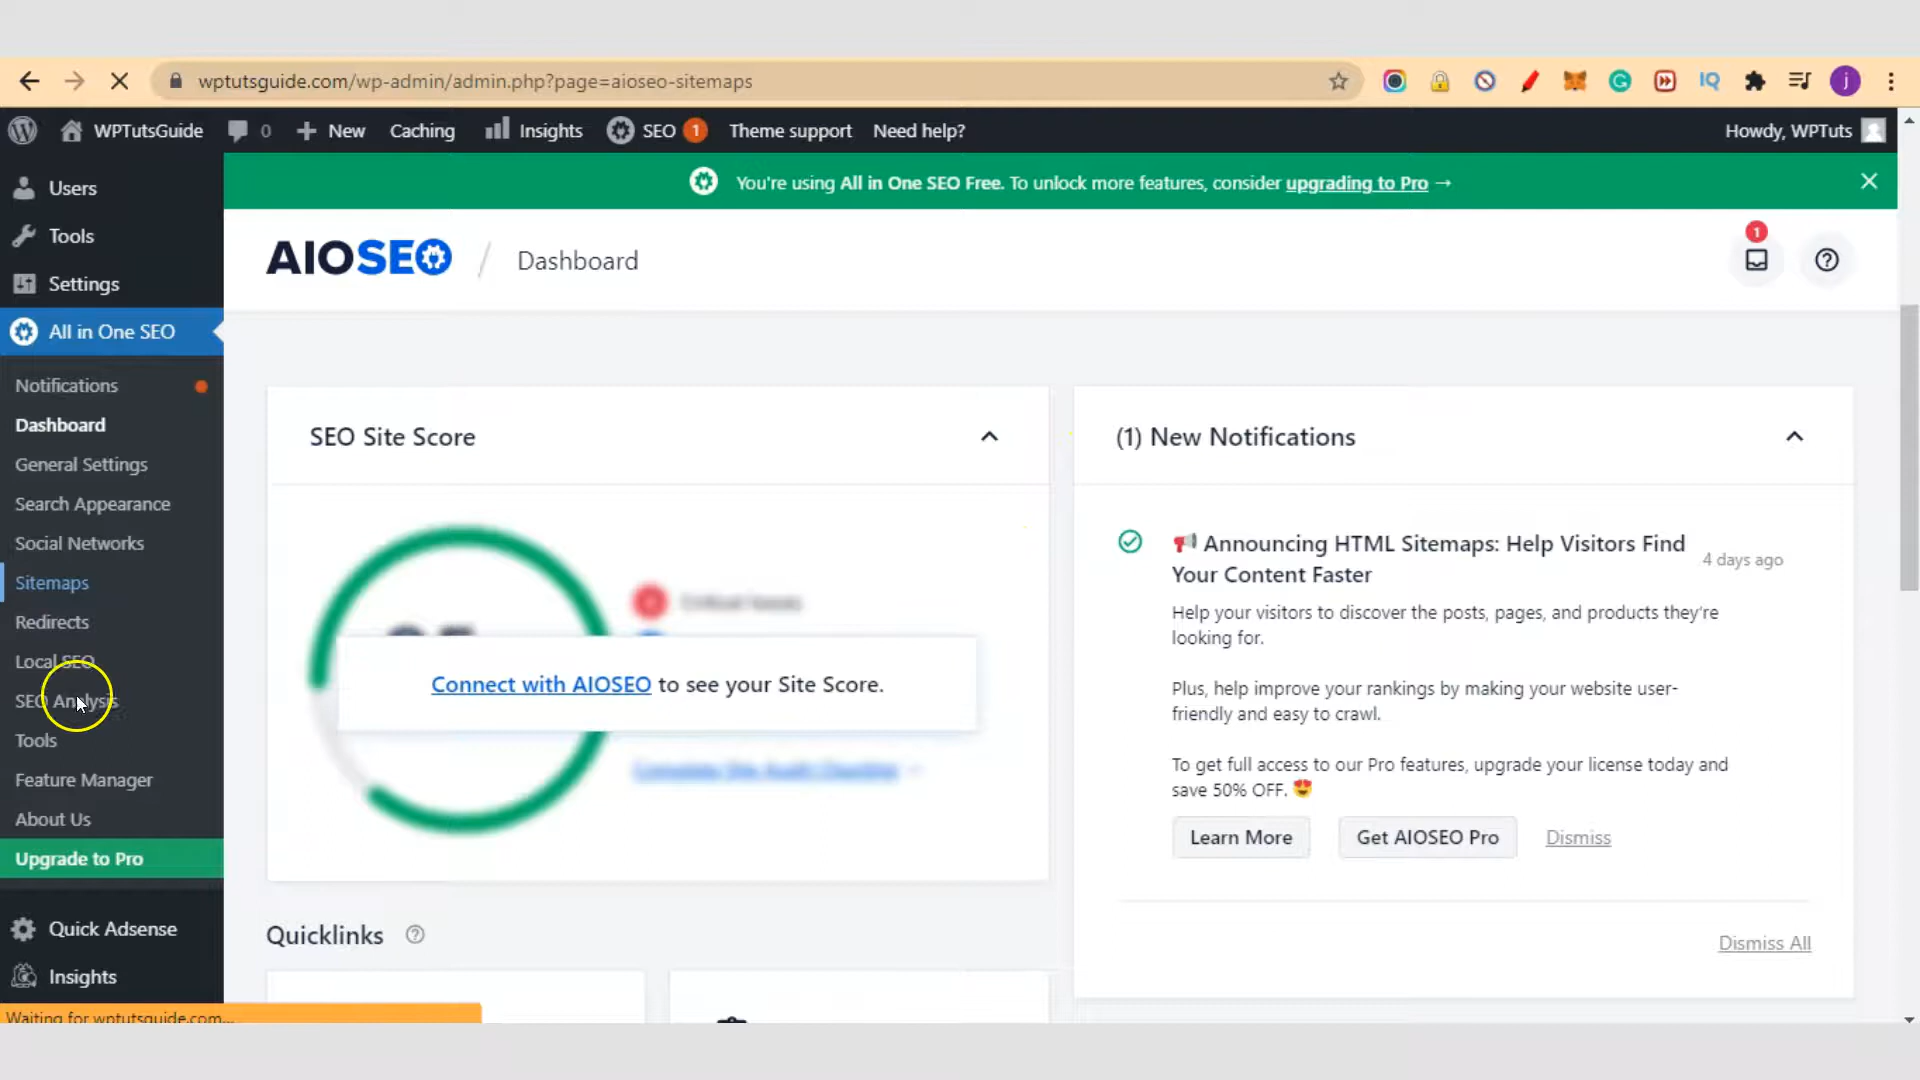 wptutsguide.com/wp-admin/admin.php?page=aioseo-sitemaps
j
WPTutsGuide 0 New Caching Insights SEO 1 Theme support Need help? Howdy, WPTuts
You're using All in One SEO Free. To unlock more features, consider upgrading to Pro →
Users
Tools
Settings
All in One SEO
Notifications
Dashboard
General Settings
Search Appearance
Social Networks
Sitemaps
Redirects
Local SEO
SEO Analysis
Tools
Feature Manager
About Us
Upgrade to Pro
Quick Adsense
Insights
AIOSEO / Dashboard
1
SEO Site Score
Connect with AIOSEO to see your Site Score.
Complete Site Audit Checklist
Quicklinks
(1) New Notifications
Announcing HTML Sitemaps: Help Visitors Find
Your Content Faster
4 days ago
Help your visitors to discover the posts, pages, and products they're
looking for.
Plus, help improve your rankings by making your website user-
friendly and easy to crawl.
To get full access to our Pro features, upgrade your license today and
save 50% OFF.
Learn More Get AIOSEO Pro Dismiss
Dismiss All
Waiting for wptutsguide.com...